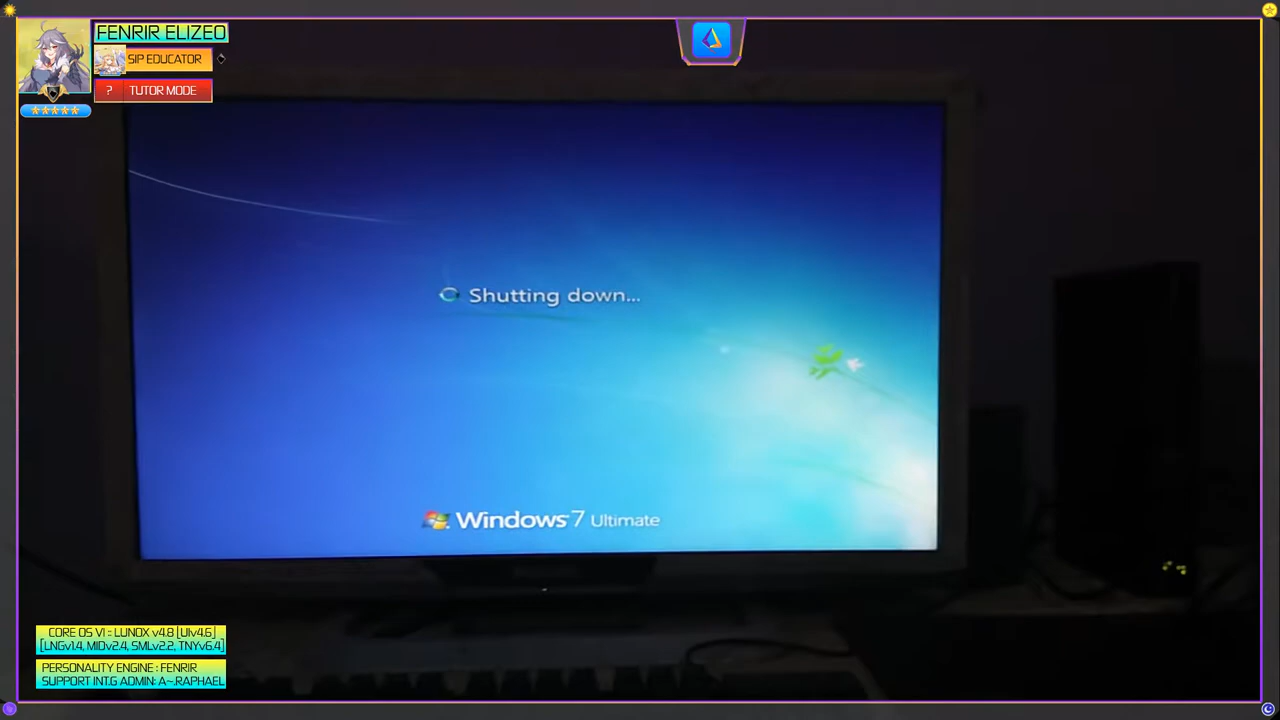 FENRIR ELIZEO
SIP EDUCATOR
? TUTOR MODE
Shutting down...
Windows 7 Ultimate
CORE OS VI :: LUNOX v4.8 [UIv4.6]
[LNGv1.4, MIDv2.4, SMLv2.2, TNYv6.4]
PERSONALITY ENGINE : FENRIR
SUPPORT INT.G ADMIN: A~.RAPHAEL